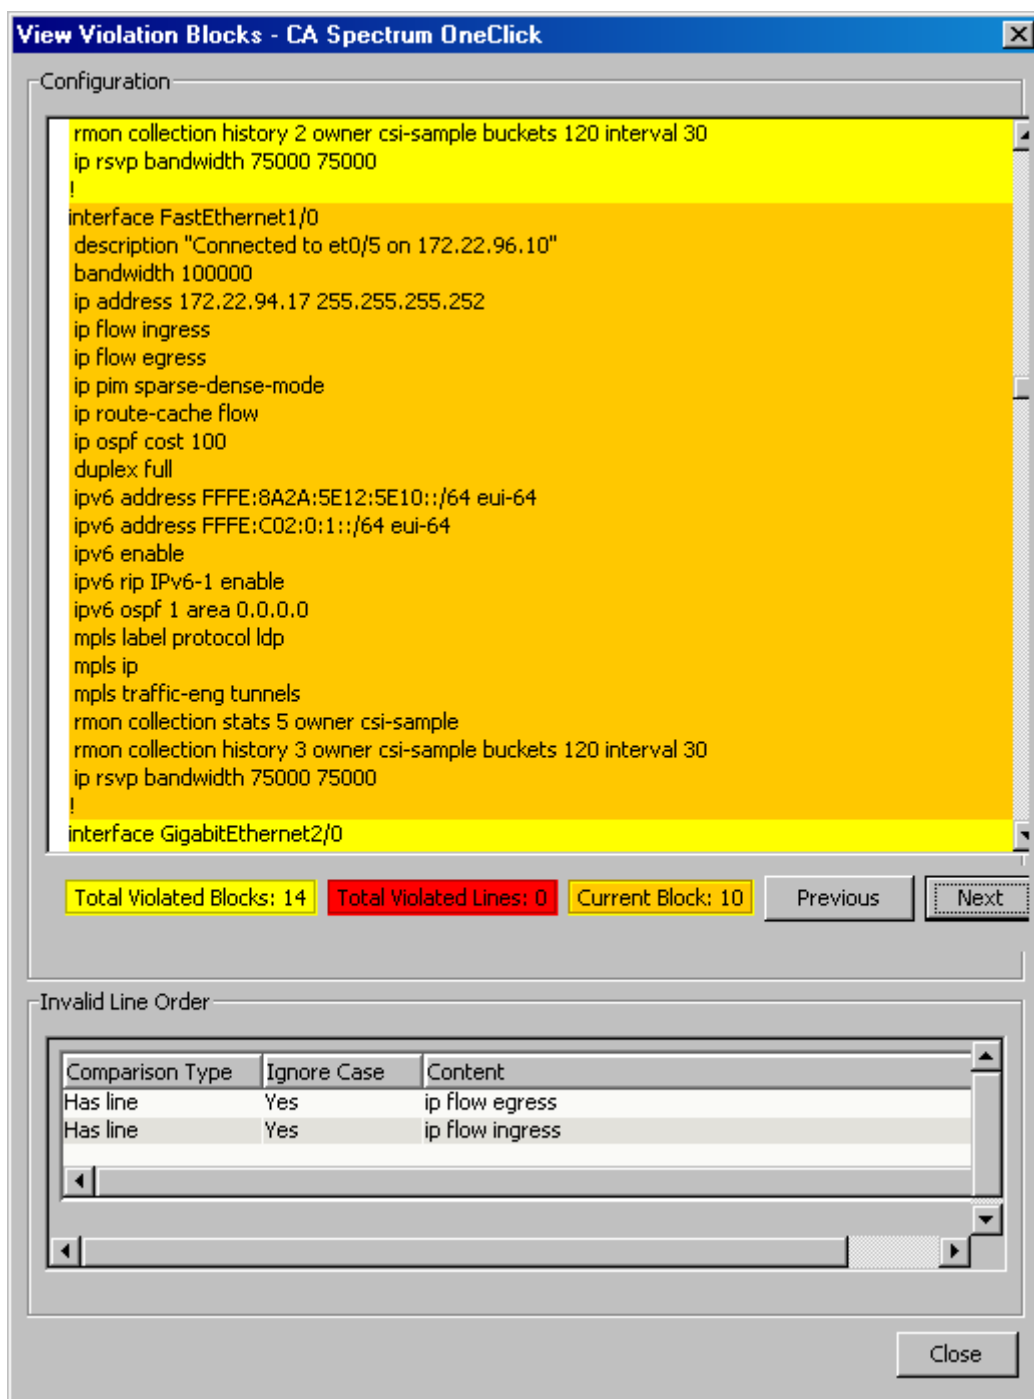 View Violation Blocks - CA Spectrum OneClick
Configuration
rmon collection history 2 owner csi-sample buckets 120 interval 30
ip rsvp bandwidth 75000 75000
!
interface FastEthernet1/0
description "Connected to et0/5 on 172.22.96.10"
bandwidth 100000
ip address 172.22.94.17 255.255.255.252
ip flow ingress
ip flow egress
ip pim sparse-dense-mode
ip route-cache flow
ip ospf cost 100
duplex full
ipv6 address FFFE:8A2A:5E12:5E10::/64 eui-64
ipv6 address FFFE:C02:0:1::/64 eui-64
ipv6 enable
ipv6 rip IPv6-1 enable
ipv6 ospf 1 area 0.0.0.0
mpls label protocol ldp
mpls ip
mpls traffic-eng tunnels
rmon collection stats 5 owner csi-sample
rmon collection history 3 owner csi-sample buckets 120 interval 30
ip rsvp bandwidth 75000 75000
!
interface GigabitEthernet2/0
Total Violated Blocks: 14 Total Violated Lines: 0 Current Block: 10 Previous Next
Invalid Line Order
Comparison Type Ignore Case Content
Has line Yes ip flow egress
Has line Yes ip flow ingress
Close